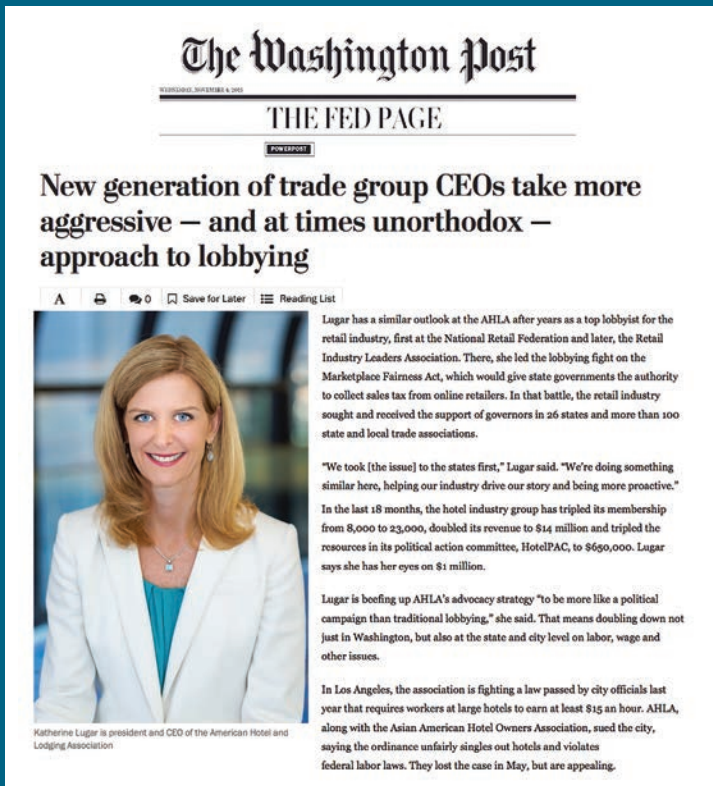 The Washington Post
WEDNESDAY, NOVEMBER 4, 2015
THE FED PAGE
POWERPOST
New generation of trade group CEOs take more
aggressive — and at times unorthodox —
approach to lobbying
A 0 Save for Later Reading List
Lugar has a similar outlook at the AHLA after years as a top lobbyist for the
retail industry, first at the National Retail Federation and later, the Retail
Industry Leaders Association. There, she led the lobbying fight on the
Marketplace Fairness Act, which would give state governments the authority
to collect sales tax from online retailers. In that battle, the retail industry
sought and received the support of governors in 26 states and more than 100
state and local trade associations.
"We took [the issue] to the states first," Lugar said. "We're doing something
similar here, helping our industry drive our story and being more proactive."
In the last 18 months, the hotel industry group has tripled its membership
from 8,000 to 23,000, doubled its revenue to $14 million and tripled the
resources in its political action committee, HotelPAC, to $650,000. Lugar
says she has her eyes on $1 million.
Lugar is beefing up AHLA's advocacy strategy "to be more like a political
campaign than traditional lobbying," she said. That means doubling down not
just in Washington, but also at the state and city level on labor, wage and
other issues.
In Los Angeles, the association is fighting a law passed by city officials last
year that requires workers at large hotels to earn at least $15 an hour. AHLA,
along with the Asian American Hotel Owners Association, sued the city,
saying the ordinance unfairly singles out hotels and violates
federal labor laws. They lost the case in May, but are appealing.
Katherine Lugar is president and CEO of the American Hotel and
Lodging Association